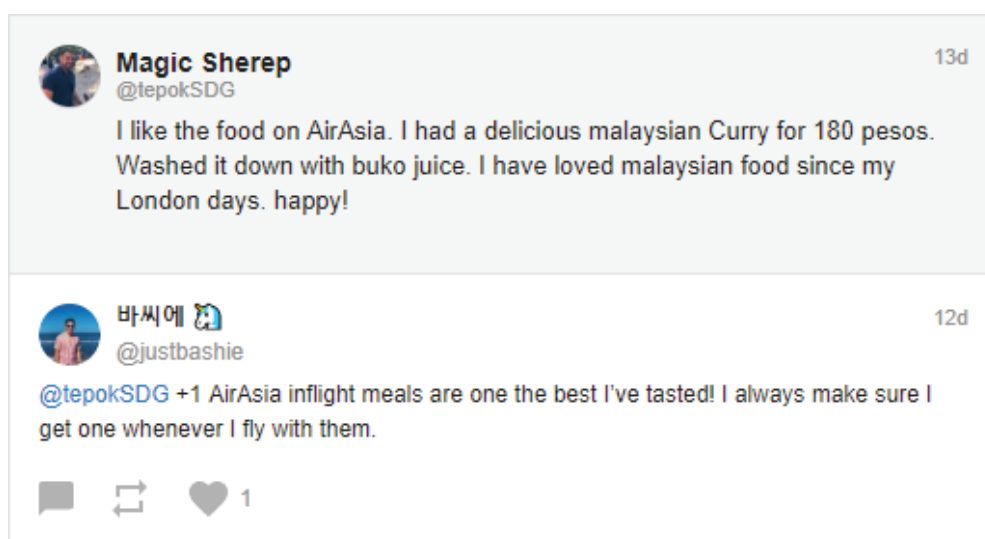 Magic Sherep
13d
@tepokSDG
I like the food on AirAsia. I had a delicious malaysian Curry for 180 pesos.
Washed it down with buko juice. I have loved malaysian food since my
London days. happy!
바씨에 🦄
12d
@justbashie
@tepokSDG +1 AirAsia inflight meals are one the best I've tasted! I always make sure I
get one whenever I fly with them.
1